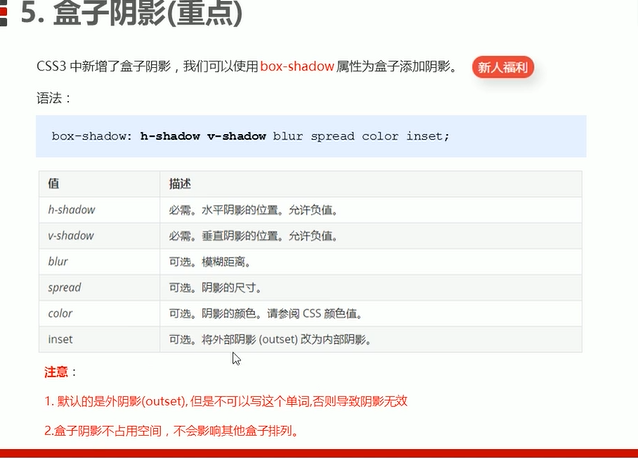 5. 盒子阴影(重点)
CSS3 中新增了盒子阴影，我们可以使用box-shadow属性为盒子添加阴影。 新人福利
语法：
box-shadow: h-shadow v-shadow blur spread color inset;
值 描述
h-shadow 必需。水平阴影的位置。允许负值。
v-shadow 必需。垂直阴影的位置。允许负值。
blur 可选。模糊距离。
spread 可选。阴影的尺寸。
color 可选。阴影的颜色。请参阅 CSS 颜色值。
inset 可选。将外部阴影 (outset) 改为内部阴影。
注意：
1. 默认的是外阴影(outset), 但是不可以写这个单词,否则导致阴影无效
2.盒子阴影不占用空间，不会影响其他盒子排列。